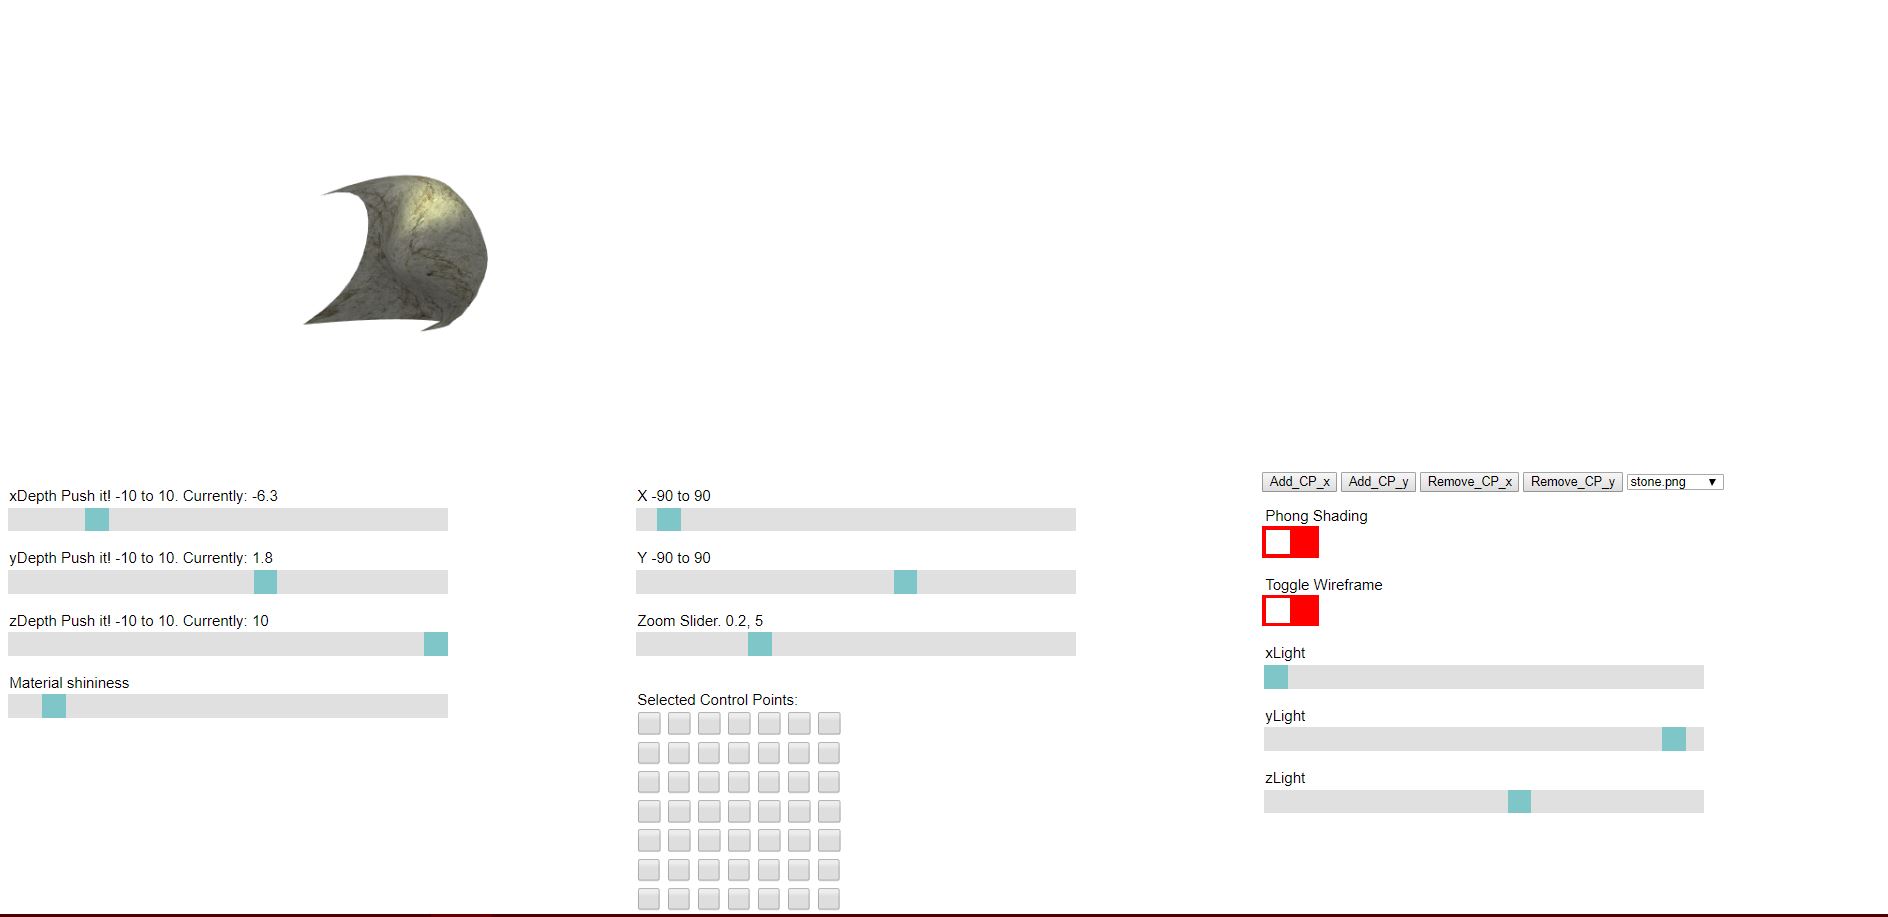 xDepth Push it! -10 to 10. Currently: -6.3
yDepth Push it! -10 to 10. Currently: 1.8
zDepth Push it! -10 to 10. Currently: 10
Material shininess
X -90 to 90
Y -90 to 90
Zoom Slider. 0.2, 5
Selected Control Points:
Add_CP_x Add_CP_y Remove_CP_x Remove_CP_y stone.png
Phong Shading
Toggle Wireframe
xLight
yLight
zLight